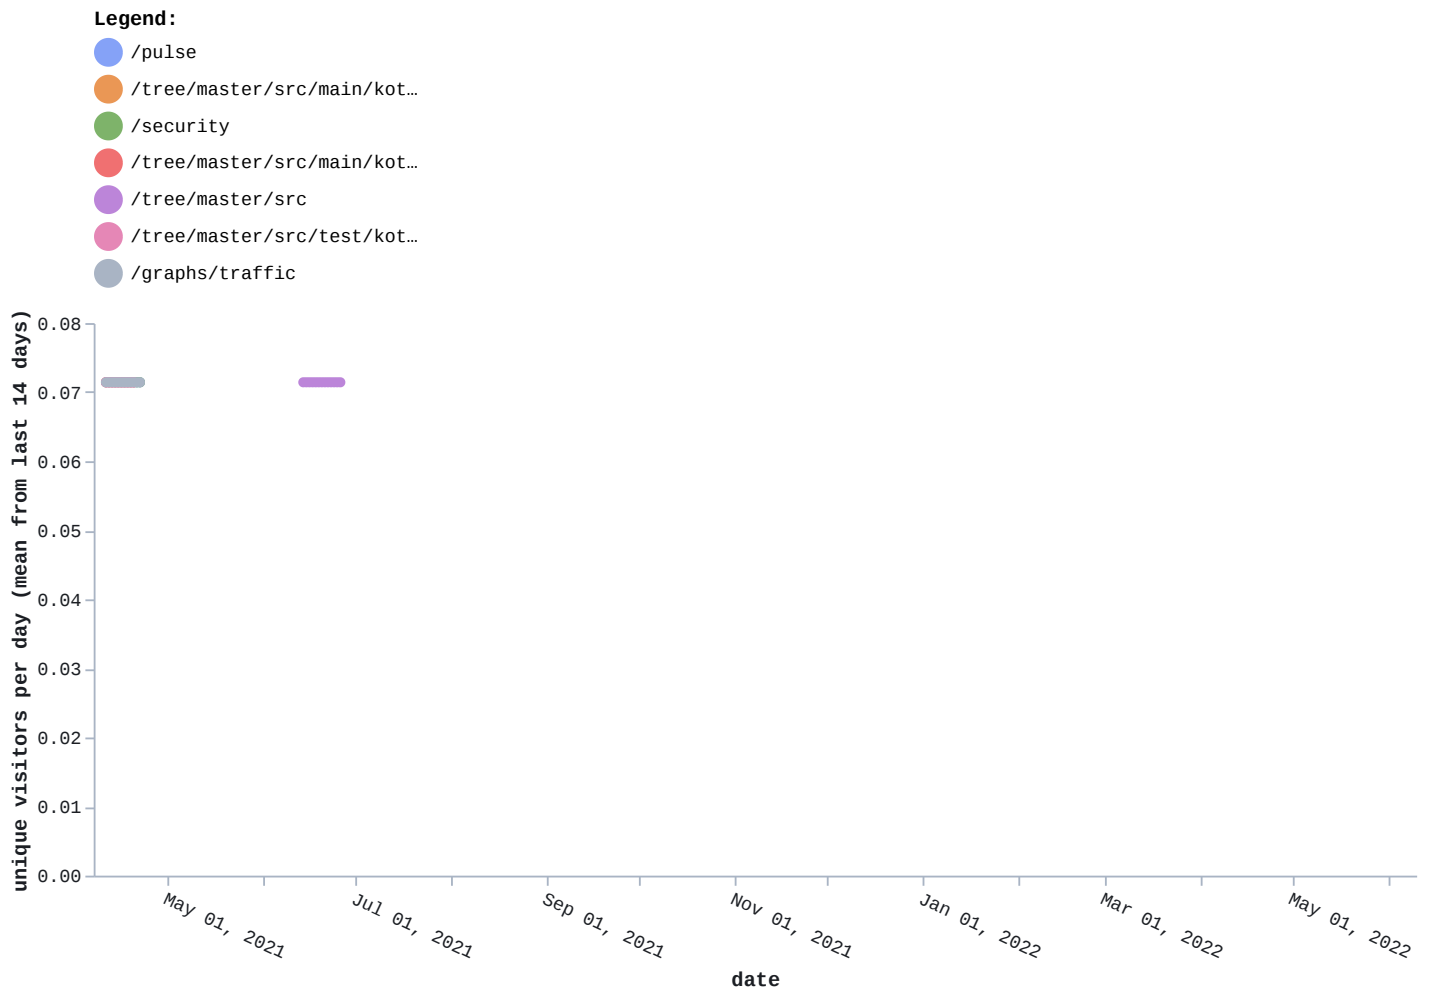 Legend:
/pulse
/tree/master/src/main/kot…
/security
/tree/master/src/main/kot…
/tree/master/src
/tree/master/src/test/kot…
/graphs/traffic
unique visitors per day (mean from last 14 days)
0.08
0.07
0.06
0.05
0.04
0.03
0.02
0.01
0.00
May 01, 2021
Jul 01, 2021
Sep 01, 2021
Nov 01, 2021
Jan 01, 2022
Mar 01, 2022
May 01, 2022
date